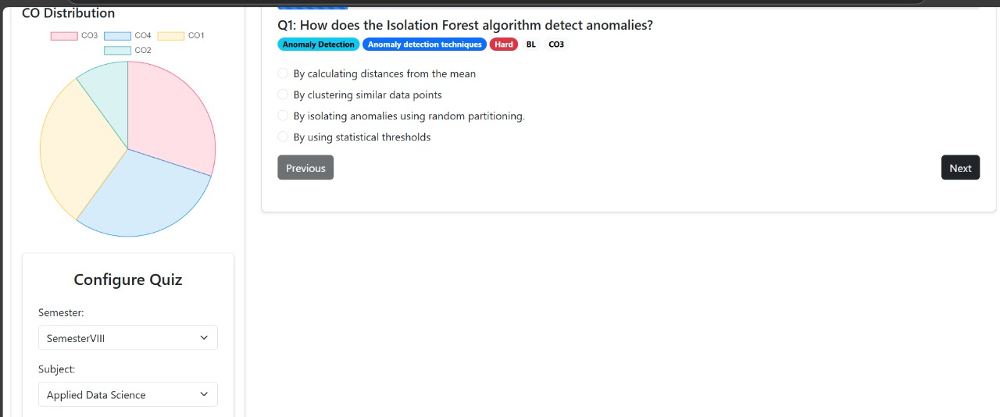 CO Distribution
CO3 CO4 CO1
CO2
Configure Quiz
Semester:
SemesterVIII
Subject:
Applied Data Science
Q1: How does the Isolation Forest algorithm detect anomalies?
Anomaly Detection Anomaly detection techniques Hard BL CO3
By calculating distances from the mean
By clustering similar data points
By isolating anomalies using random partitioning.
By using statistical thresholds
Previous Next